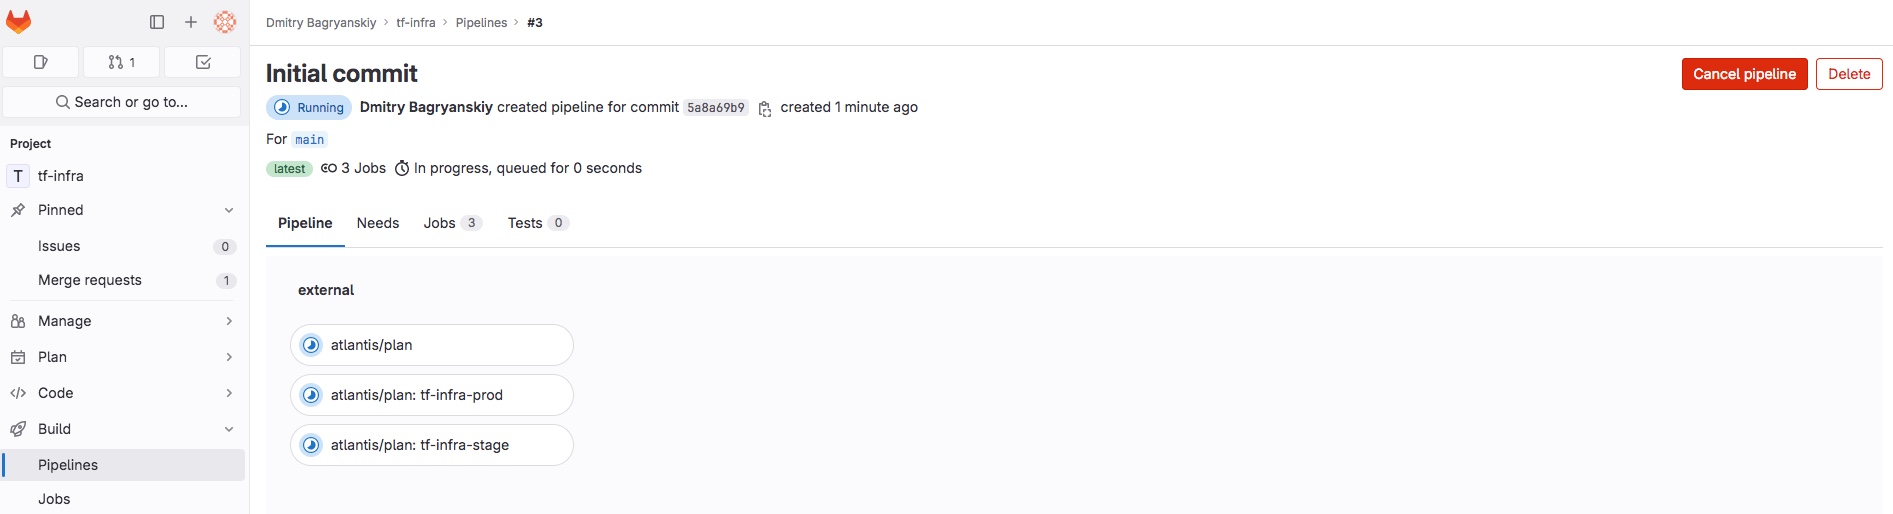 Dmitry Bagryanskiy > tf-infra > Pipelines > #3
1
Search or go to...
Project
T tf-infra
Pinned
Issues 0
Merge requests 1
Manage
Plan
Code
Build
Pipelines
Jobs
Initial commit
Cancel pipeline Delete
Running Dmitry Bagryanskiy created pipeline for commit 5a8a69b9 created 1 minute ago
For main
latest 3 Jobs In progress, queued for 0 seconds
Pipeline Needs Jobs 3 Tests 0
external
atlantis/plan
atlantis/plan: tf-infra-prod
atlantis/plan: tf-infra-stage